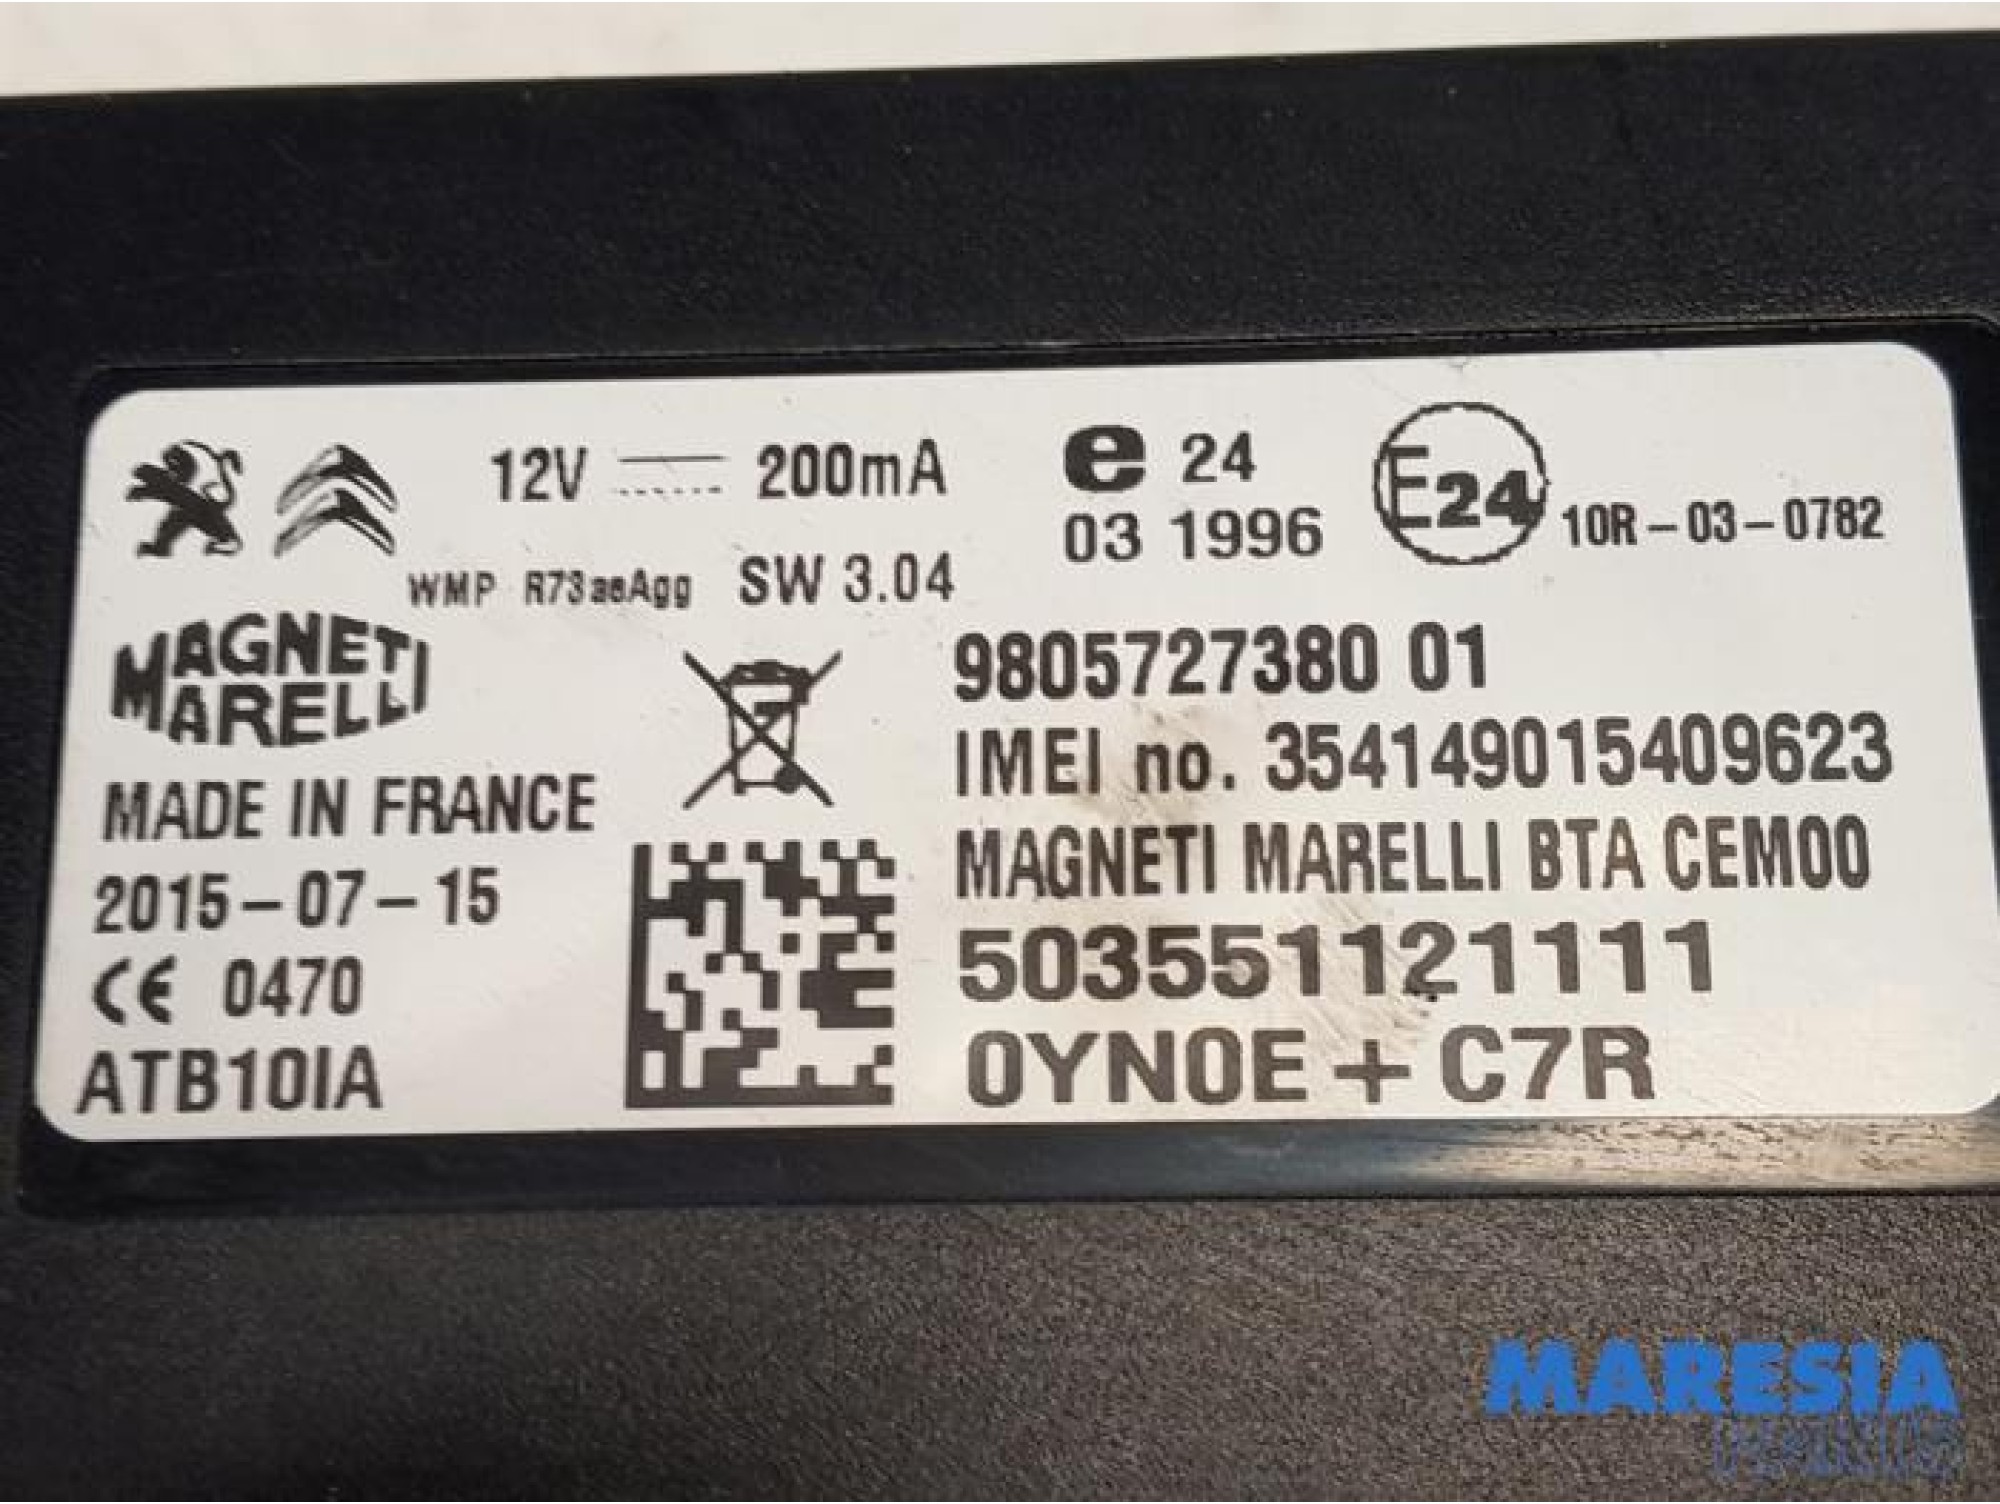 12V 200mA
e 24
03 1996
E24 10R-03-0782
WMP R73aeAgg SW 3.04
MAGNETI
MARELLI
MADE IN FRANCE
2015-07-15
CE 0470
ATB10IA
9805727380 01
IMEI no. 354149015409623
MAGNETI MARELLI BTA CEM00
503551121111
0YN0E + C7R
MARESIA
PARTS